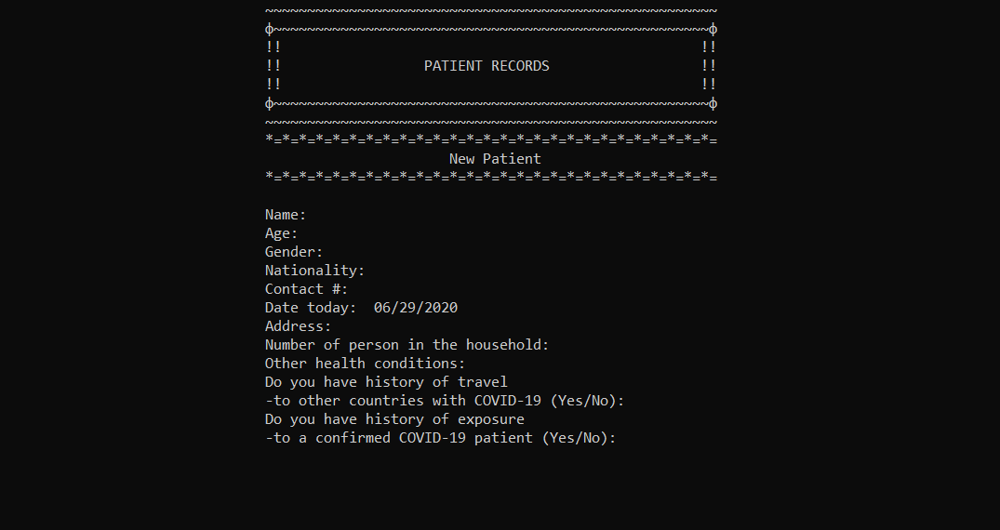 ~~~~~~~~~~~~~~~~~~~~~~~~~~~~~~~~~~~~~~~~~~~~~~~~~~~~~~
ϕ~~~~~~~~~~~~~~~~~~~~~~~~~~~~~~~~~~~~~~~~~~~~~~~~~~~~ϕ
!!                                                  !!
!!                 PATIENT RECORDS                  !!
!!                                                  !!
ϕ~~~~~~~~~~~~~~~~~~~~~~~~~~~~~~~~~~~~~~~~~~~~~~~~~~~~ϕ
~~~~~~~~~~~~~~~~~~~~~~~~~~~~~~~~~~~~~~~~~~~~~~~~~~~~~~
*=*=*=*=*=*=*=*=*=*=*=*=*=*=*=*=*=*=*=*=*=*=*=*=*=*=*=
New Patient
*=*=*=*=*=*=*=*=*=*=*=*=*=*=*=*=*=*=*=*=*=*=*=*=*=*=*=
Name:
Age:
Gender:
Nationality:
Contact #:
Date today:  06/29/2020
Address:
Number of person in the household:
Other health conditions:
Do you have history of travel
-to other countries with COVID-19 (Yes/No):
Do you have history of exposure
-to a confirmed COVID-19 patient (Yes/No):